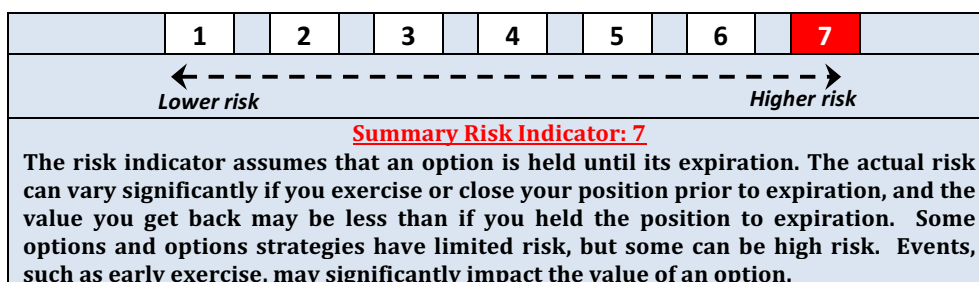 1 2 3 4 5 6 7
Lower risk Higher risk
Summary Risk Indicator: 7
The risk indicator assumes that an option is held until its expiration. The actual risk
can vary significantly if you exercise or close your position prior to expiration, and the
value you get back may be less than if you held the position to expiration. Some
options and options strategies have limited risk, but some can be high risk. Events,
such as early exercise, may significantly impact the value of an option.